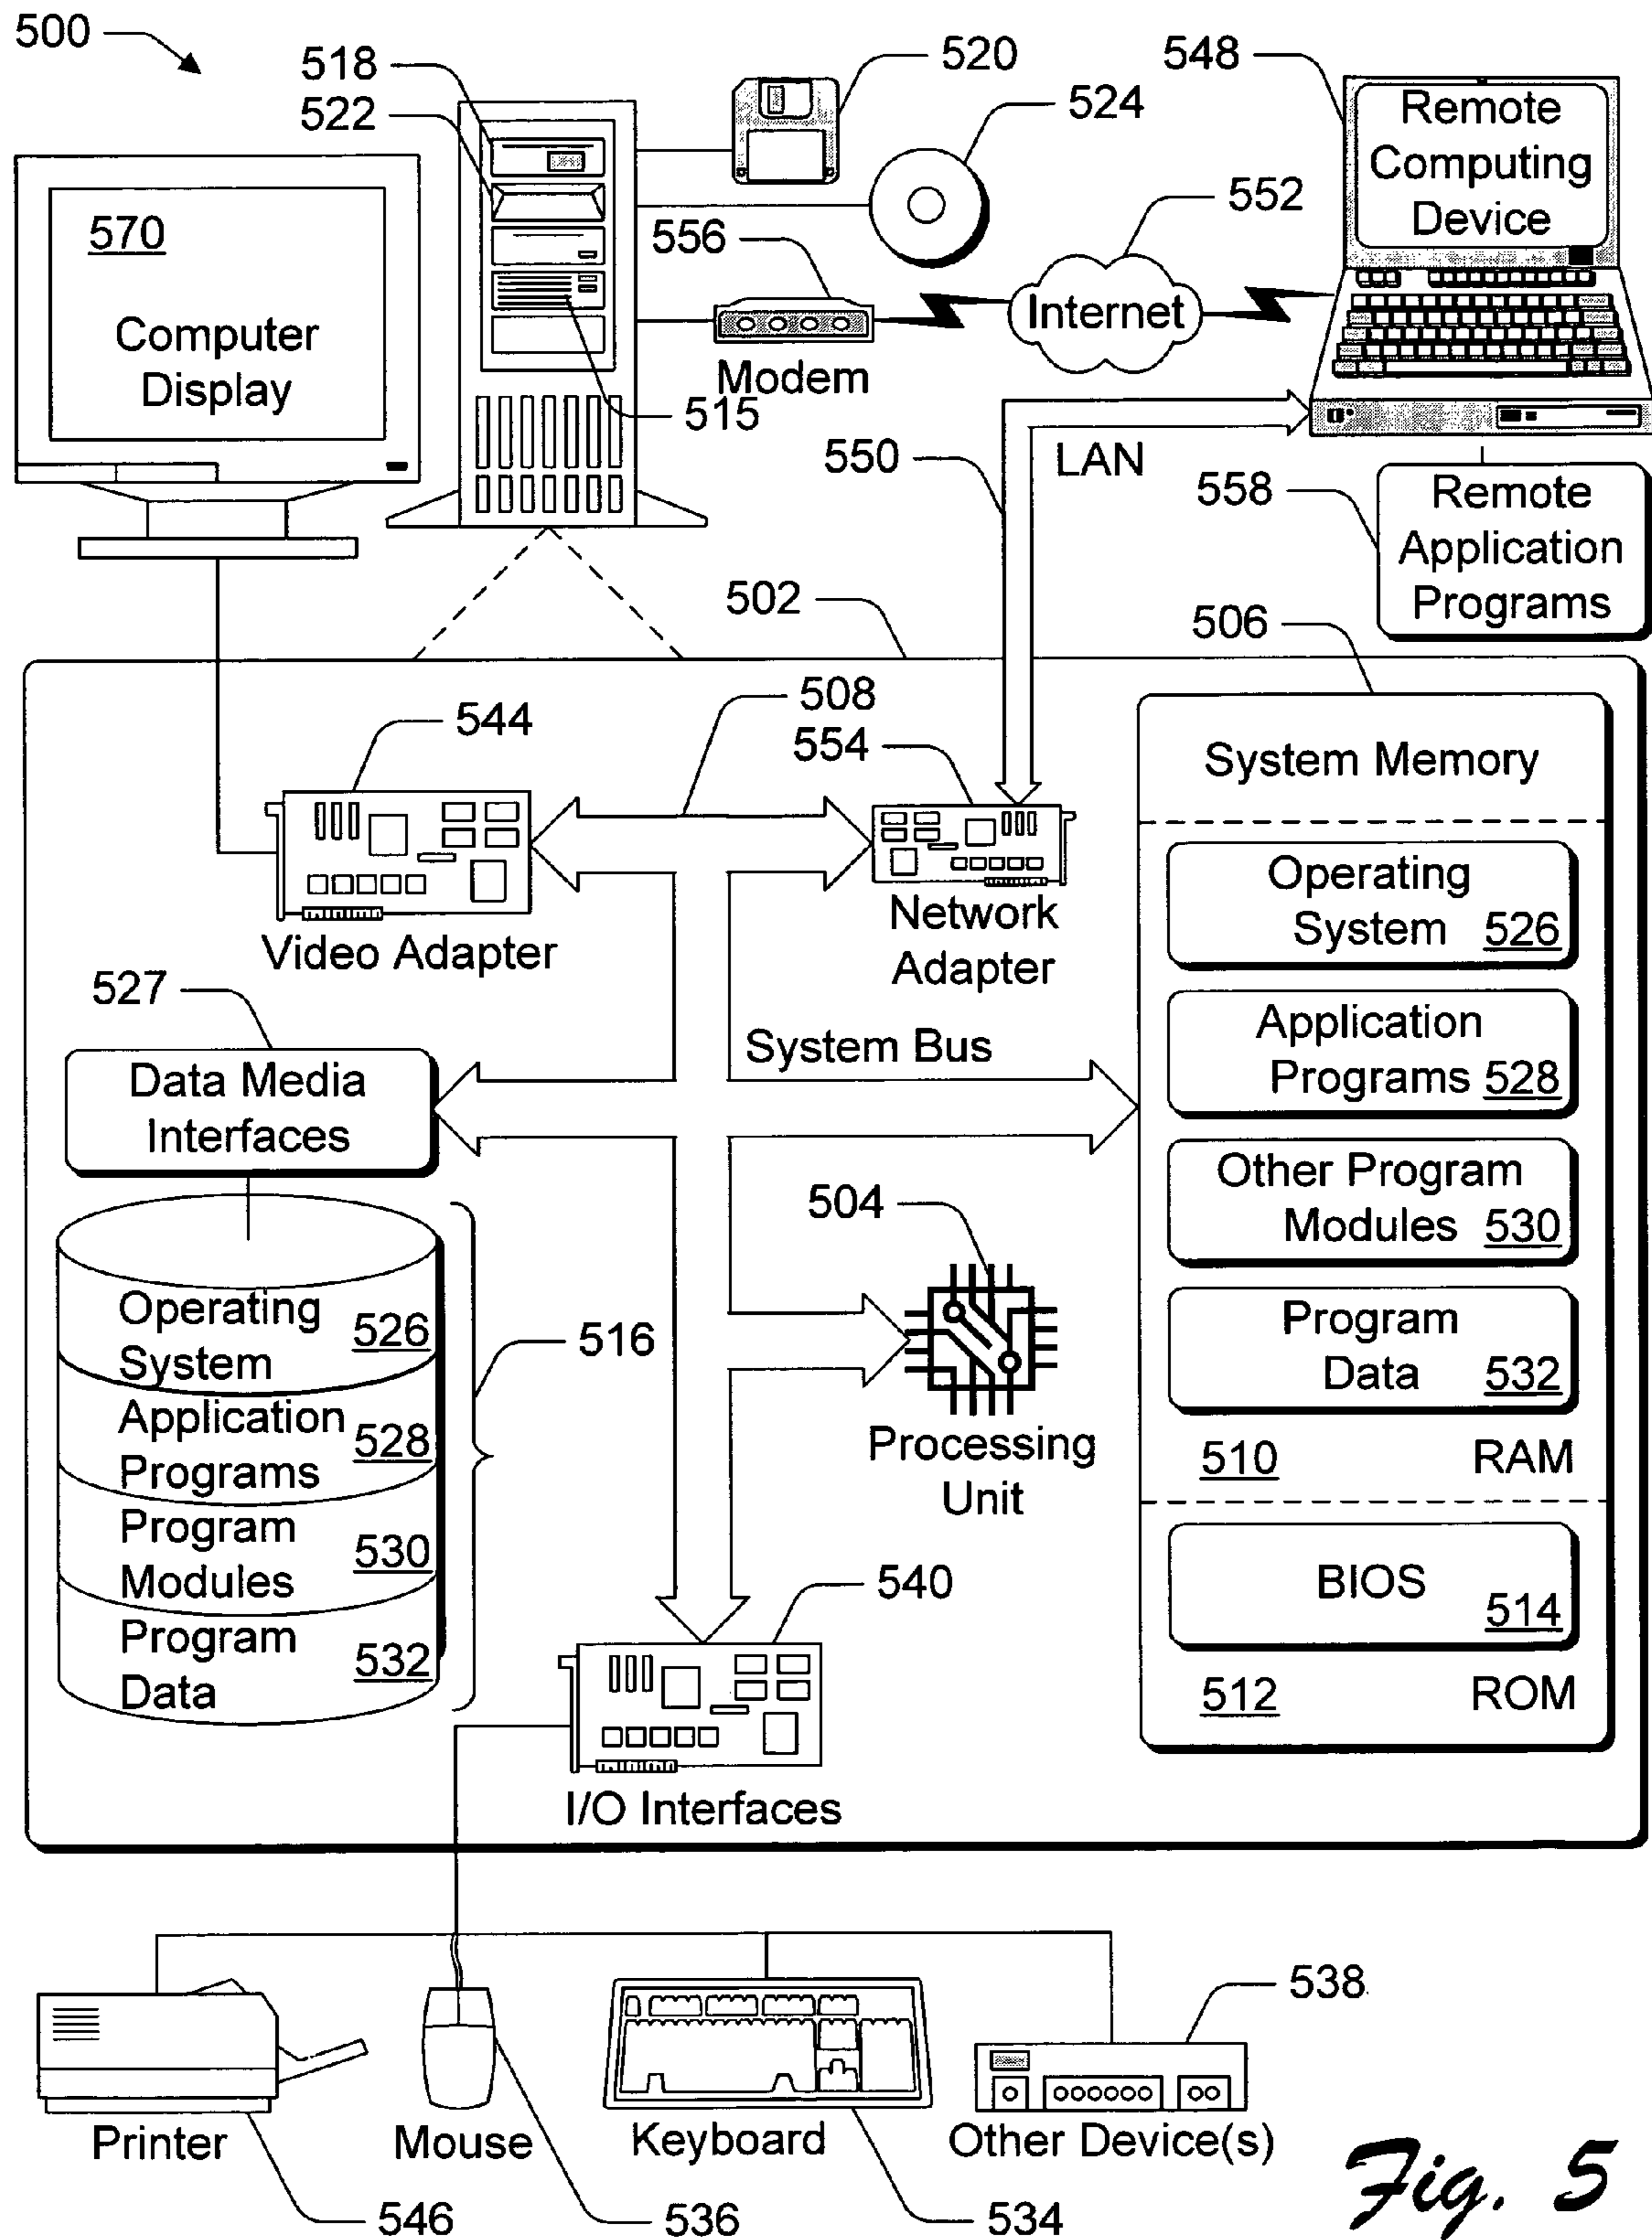 500
518
522
520
524
548
Remote
Computing
Device
570
Computer
Display
556
552
Internet
Modem
515
550
LAN
558
Remote
Application
Programs
502
506
508
544
554
System Memory
Video Adapter
Network
Adapter
Operating
System 526
527
Data Media
Interfaces
System Bus
Application
Programs 528
Other Program
Modules 530
504
Program
Data 532
Processing
Unit
510 RAM
Operating
System 526
516
Application
Programs 528
Program
Modules 530
Program
Data 532
BIOS
514
512 ROM
540
I/O Interfaces
538
Printer
Mouse
Keyboard
Other Device(s)
546
536
534
Fig. 5